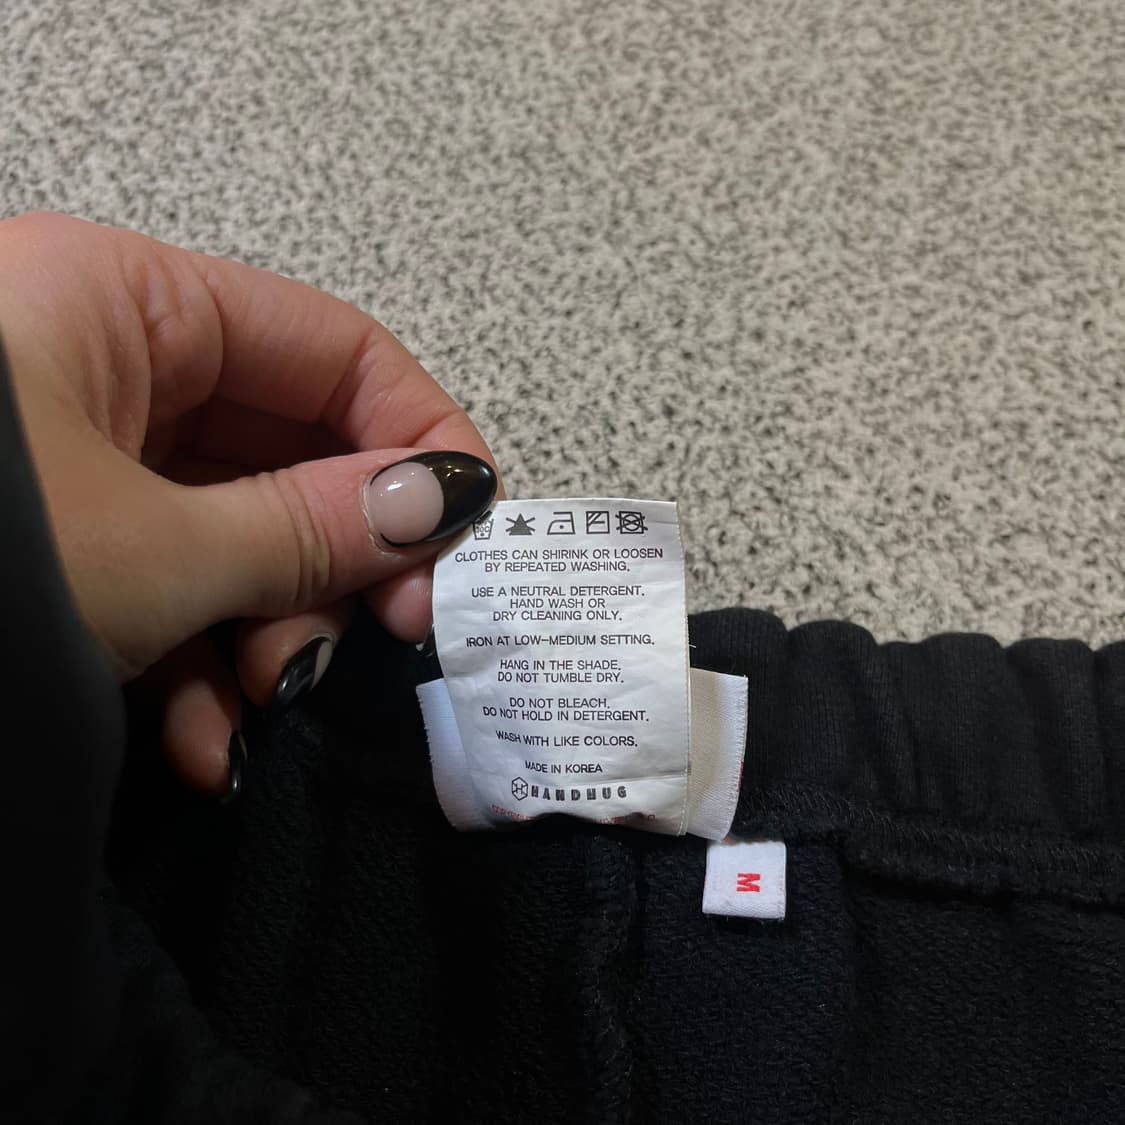 CLOTHES CAN SHIRINK OR LOOSEN
BY REPEATED WASHING.
USE A NEUTRAL DETERGENT.
HAND WASH OR
DRY CLEANING ONLY.
IRON AT LOW-MEDIUM SETTING.
HANG IN THE SHADE.
DO NOT TUMBLE DRY.
DO NOT BLEACH.
DO NOT HOLD IN DETERGENT.
WASH WITH LIKE COLORS.
MADE IN KOREA
HANDHUG
M